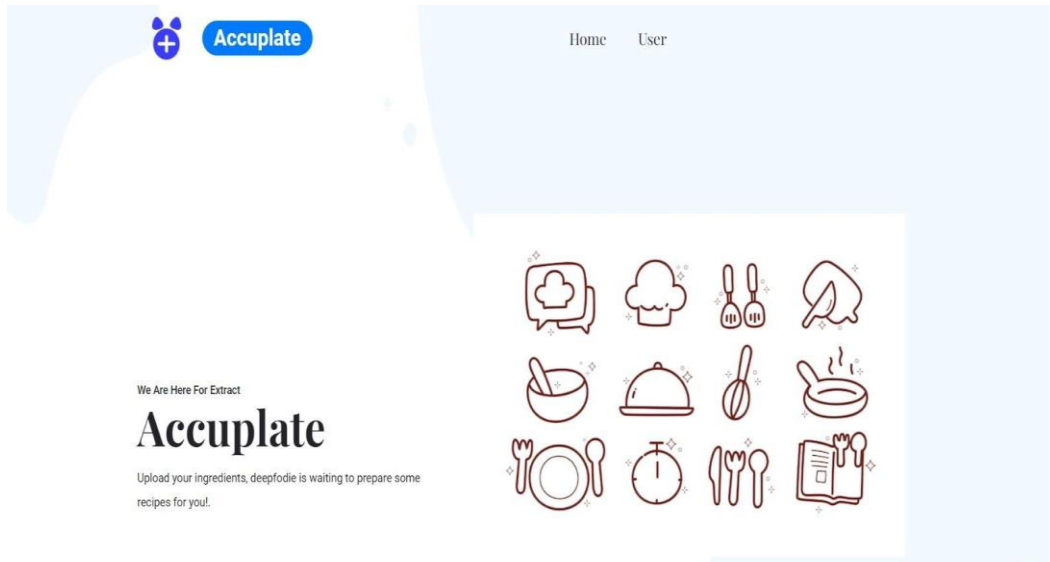 Accuplate
Home
User
We Are Here For Extract
Accuplate
Upload your ingredients, deepfodie is waiting to prepare some
recipes for you!.